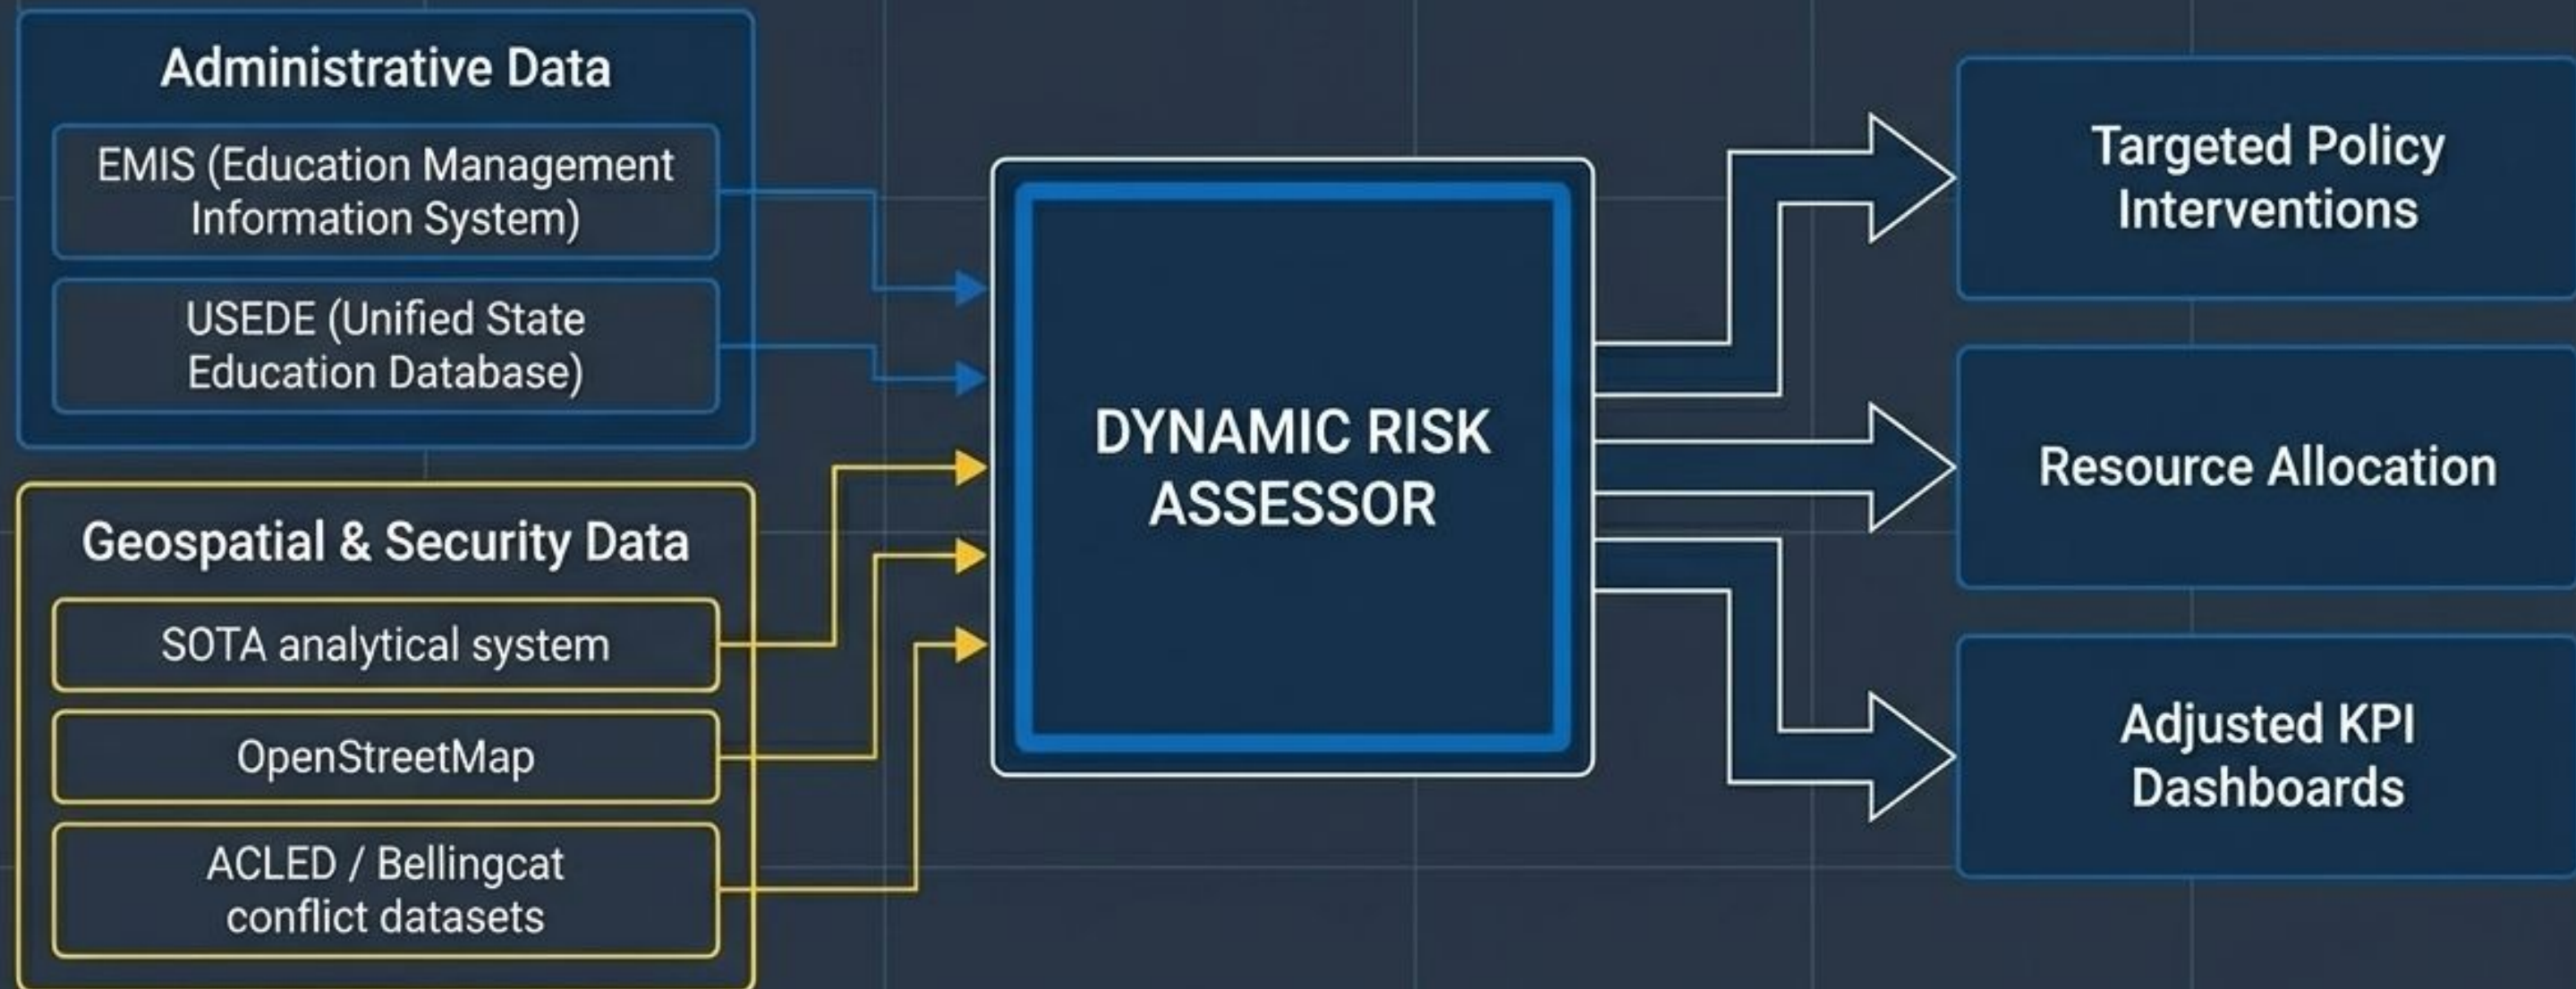 Administrative Data
EMIS (Education Management
Information System)
USEDE (Unified State
Education Database)
Geospatial & Security Data
SOTA analytical system
OpenStreetMap
ACLED / Bellingcat
conflict datasets
DYNAMIC RISK
ASSESSOR
Targeted Policy
Interventions
Resource Allocation
Adjusted KPI
Dashboards